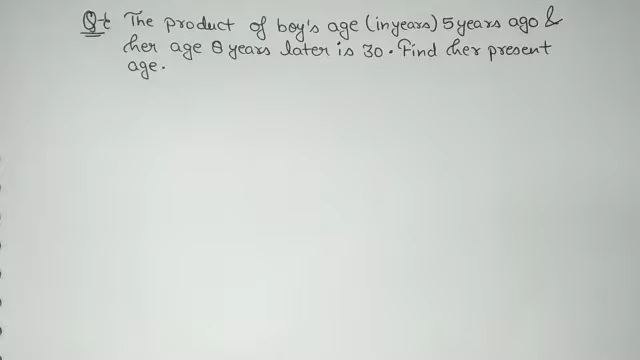 Q:- The product of boy's age (in years) 5 years ago &
her age 8 years later is 30. Find her present
age.